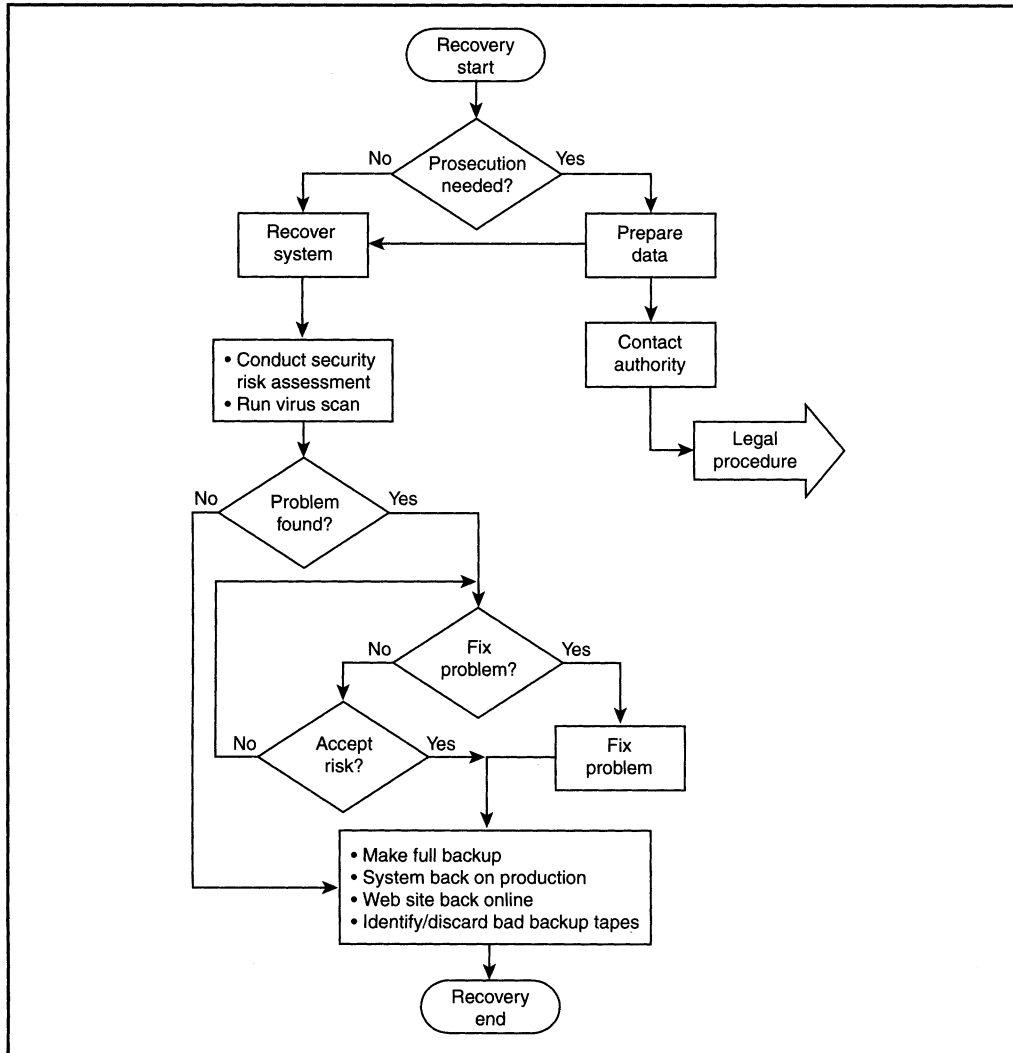 Recovery
start
No
Prosecution
needed?
Yes
Recover
system
Prepare
data
• Conduct security
risk assessment
• Run virus scan
Contact
authority
Legal
procedure
No
Problem
found?
Yes
No
Fix
problem?
Yes
No
Accept
risk?
Yes
Fix
problem
• Make full backup
• System back on production
• Web site back online
• Identify/discard bad backup tapes
Recovery
end